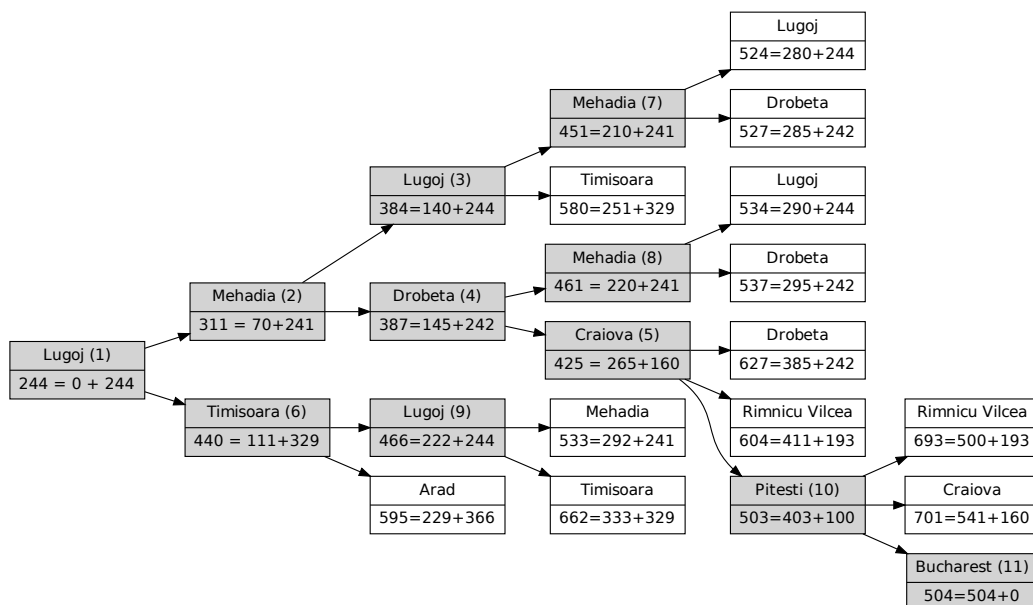 Lugoj
524=280+244
Mehadia (7)
451=210+241
Drobeta
527=285+242
Lugoj (3)
384=140+244
Timisoara
580=251+329
Lugoj
534=290+244
Mehadia (8)
461 = 220+241
Drobeta
537=295+242
Mehadia (2)
311 = 70+241
Drobeta (4)
387=145+242
Craiova (5)
425 = 265+160
Drobeta
627=385+242
Lugoj (1)
244 = 0 + 244
Timisoara (6)
440 = 111+329
Lugoj (9)
466=222+244
Mehadia
533=292+241
Rimnicu Vilcea
604=411+193
Rimnicu Vilcea
693=500+193
Arad
595=229+366
Timisoara
662=333+329
Pitesti (10)
503=403+100
Craiova
701=541+160
Bucharest (11)
504=504+0